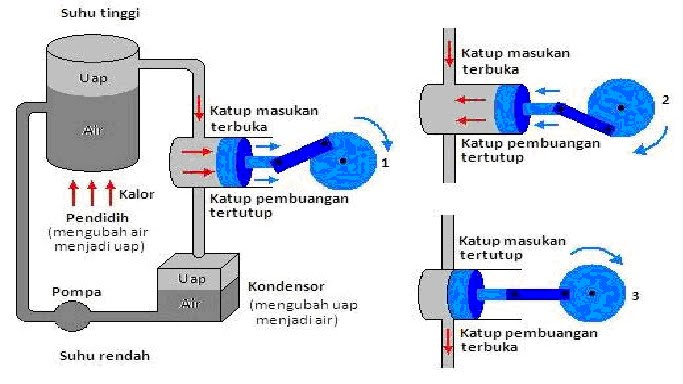 Suhu tinggi
Uap
Air
Kalor
Pendidih
(mengubah air
menjadi uap)
Pompa
Suhu rendah
Katup masukan
terbuka
1
Katup pembuangan
tertutup
Uap
Air
Kondensor
(mengubah uap
menjadi air)
Katup masukan
terbuka
2
Katup pembuangan
tertutup
Katup masukan
tertutup
3
Katup pembuangan
terbuka